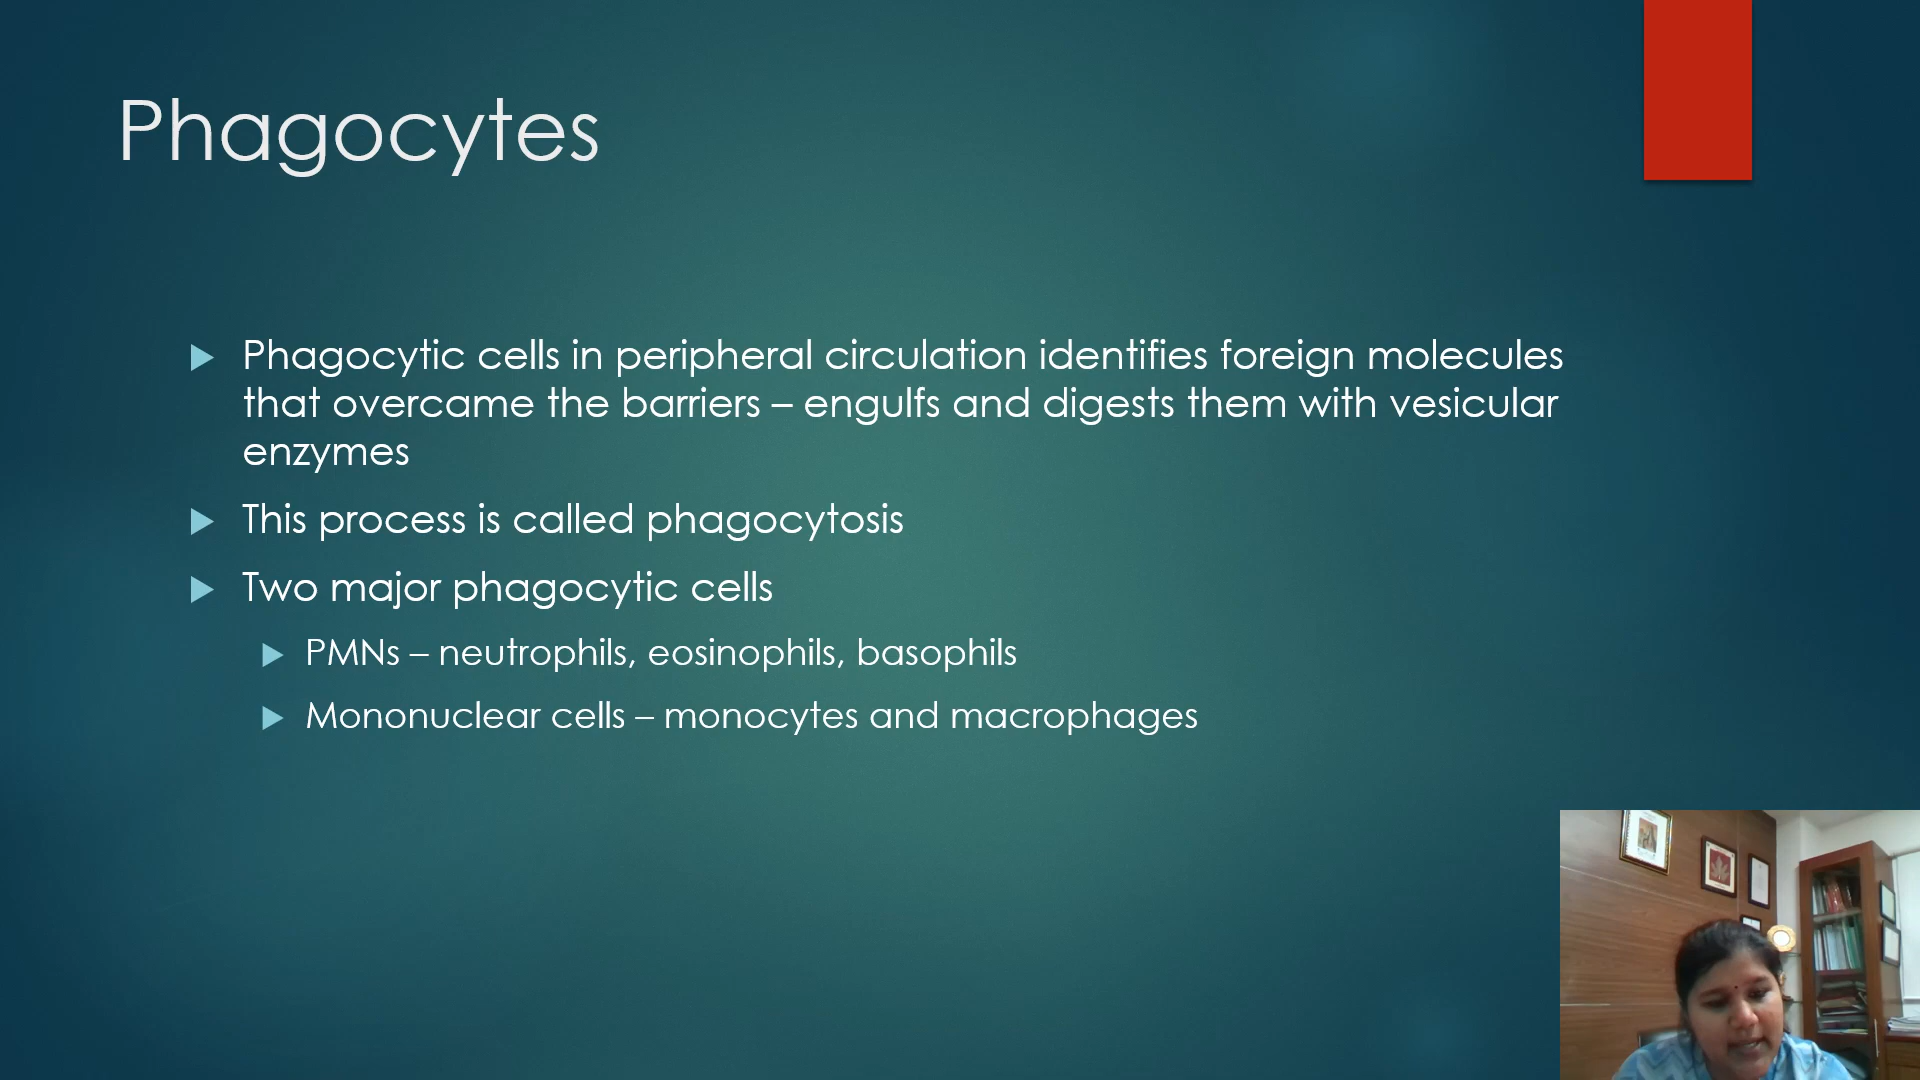 Phagocytes
Phagocytic cells in peripheral circulation identifies foreign molecules
that overcame the barriers – engulfs and digests them with vesicular
enzymes
This process is called phagocytosis
Two major phagocytic cells
PMNs – neutrophils, eosinophils, basophils
Mononuclear cells – monocytes and macrophages